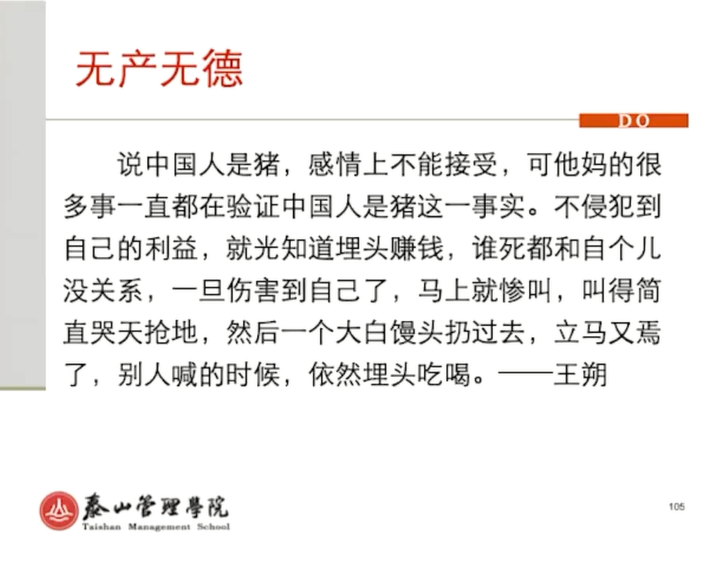 无产无德
DO
说中国人是猪，感情上不能接受，可他妈的很
多事一直都在验证中国人是猪这一事实。不侵犯到
自己的利益，就光知道埋头赚钱，谁死都和自个儿
没关系，一旦伤害到自己了，马上就惨叫，叫得简
直哭天抢地，然后一个大白馒头扔过去，立马又焉
了，别人喊的时候，依然埋头吃喝。——王朔
泰山管理學院
Taishan Management School
105